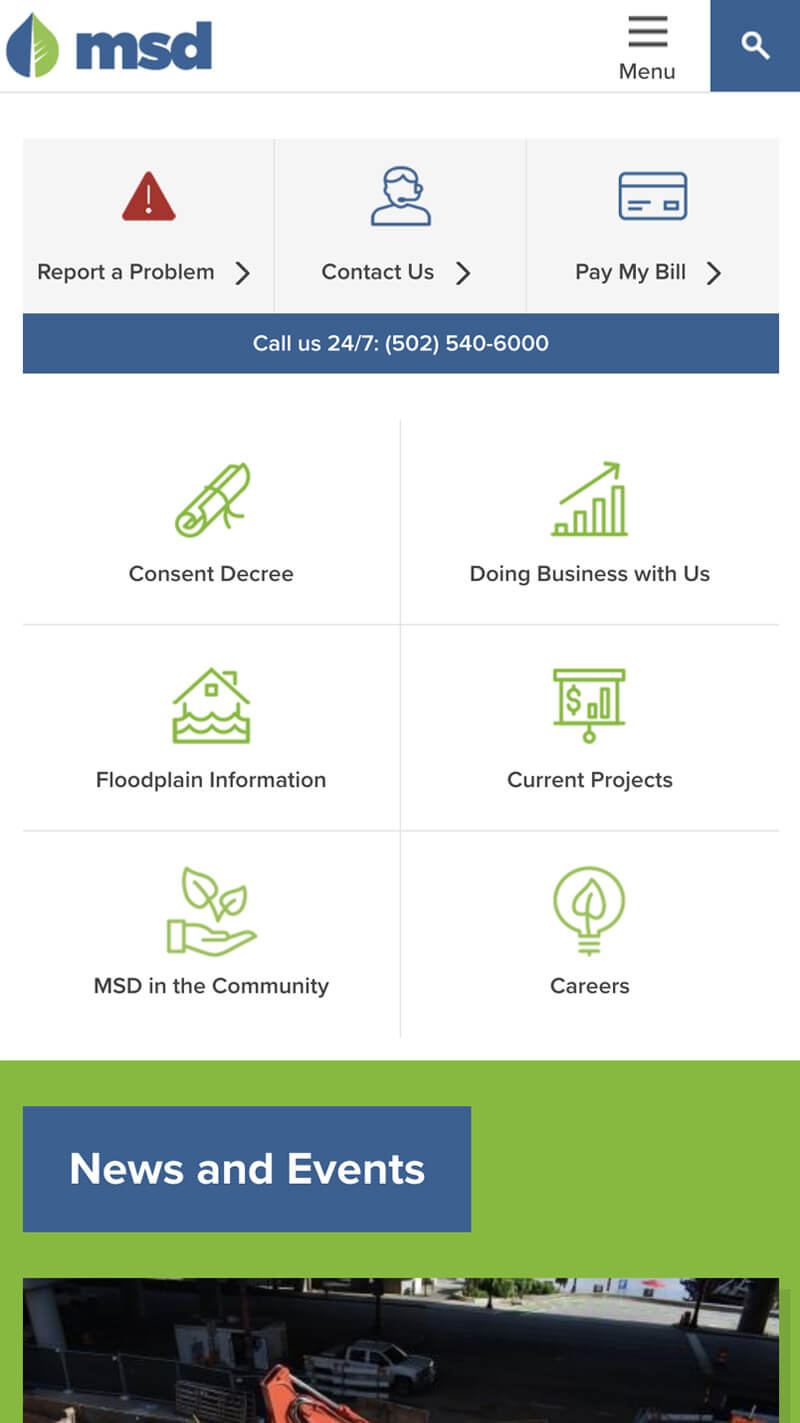 msd
Menu
Report a Problem
Contact Us
Pay My Bill
Call us 24/7: (502) 540-6000
Consent Decree
Doing Business with Us
Floodplain Information
Current Projects
MSD in the Community
Careers
News and Events